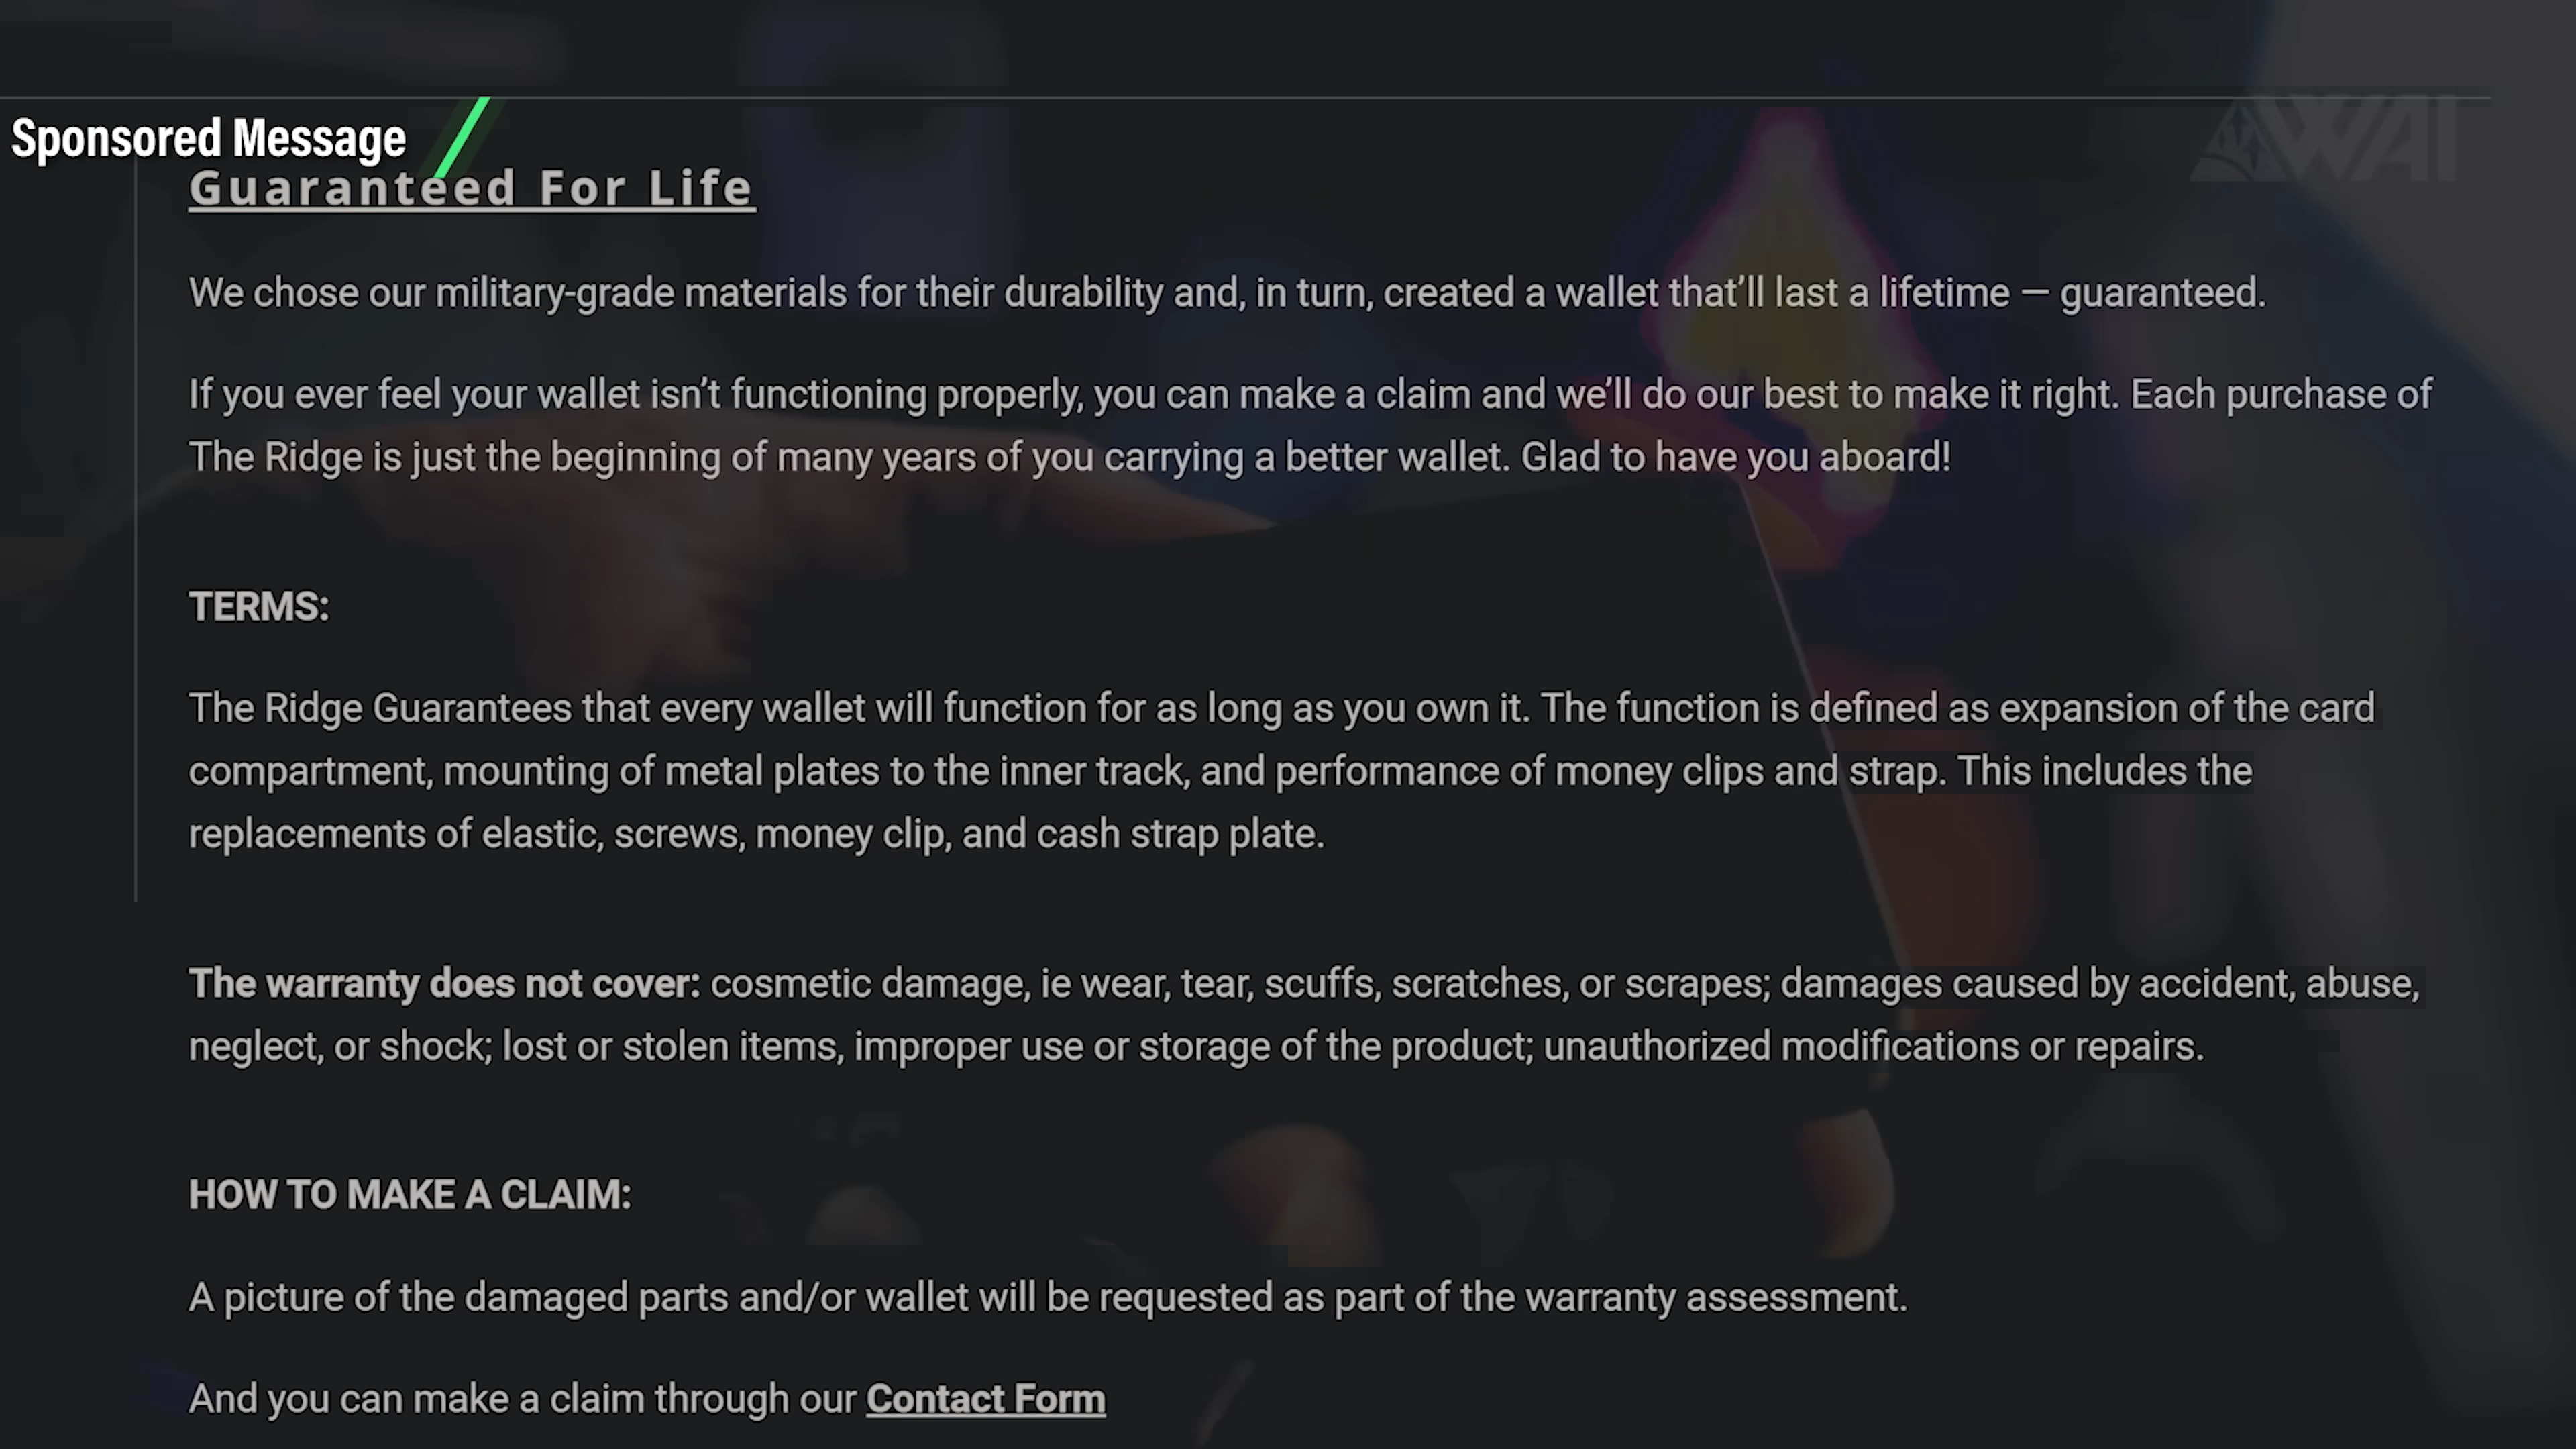 Sponsored Message
WAI
Guaranteed For Life
We chose our military-grade materials for their durability and, in turn, created a wallet that’ll last a lifetime — guaranteed.
If you ever feel your wallet isn’t functioning properly, you can make a claim and we’ll do our best to make it right. Each purchase of
The Ridge is just the beginning of many years of you carrying a better wallet. Glad to have you aboard!
TERMS:
The Ridge Guarantees that every wallet will function for as long as you own it. The function is defined as expansion of the card
compartment, mounting of metal plates to the inner track, and performance of money clips and strap. This includes the
replacements of elastic, screws, money clip, and cash strap plate.
The warranty does not cover: cosmetic damage, ie wear, tear, scuffs, scratches, or scrapes; damages caused by accident, abuse,
neglect, or shock; lost or stolen items, improper use or storage of the product; unauthorized modifications or repairs.
HOW TO MAKE A CLAIM:
A picture of the damaged parts and/or wallet will be requested as part of the warranty assessment.
And you can make a claim through our Contact Form